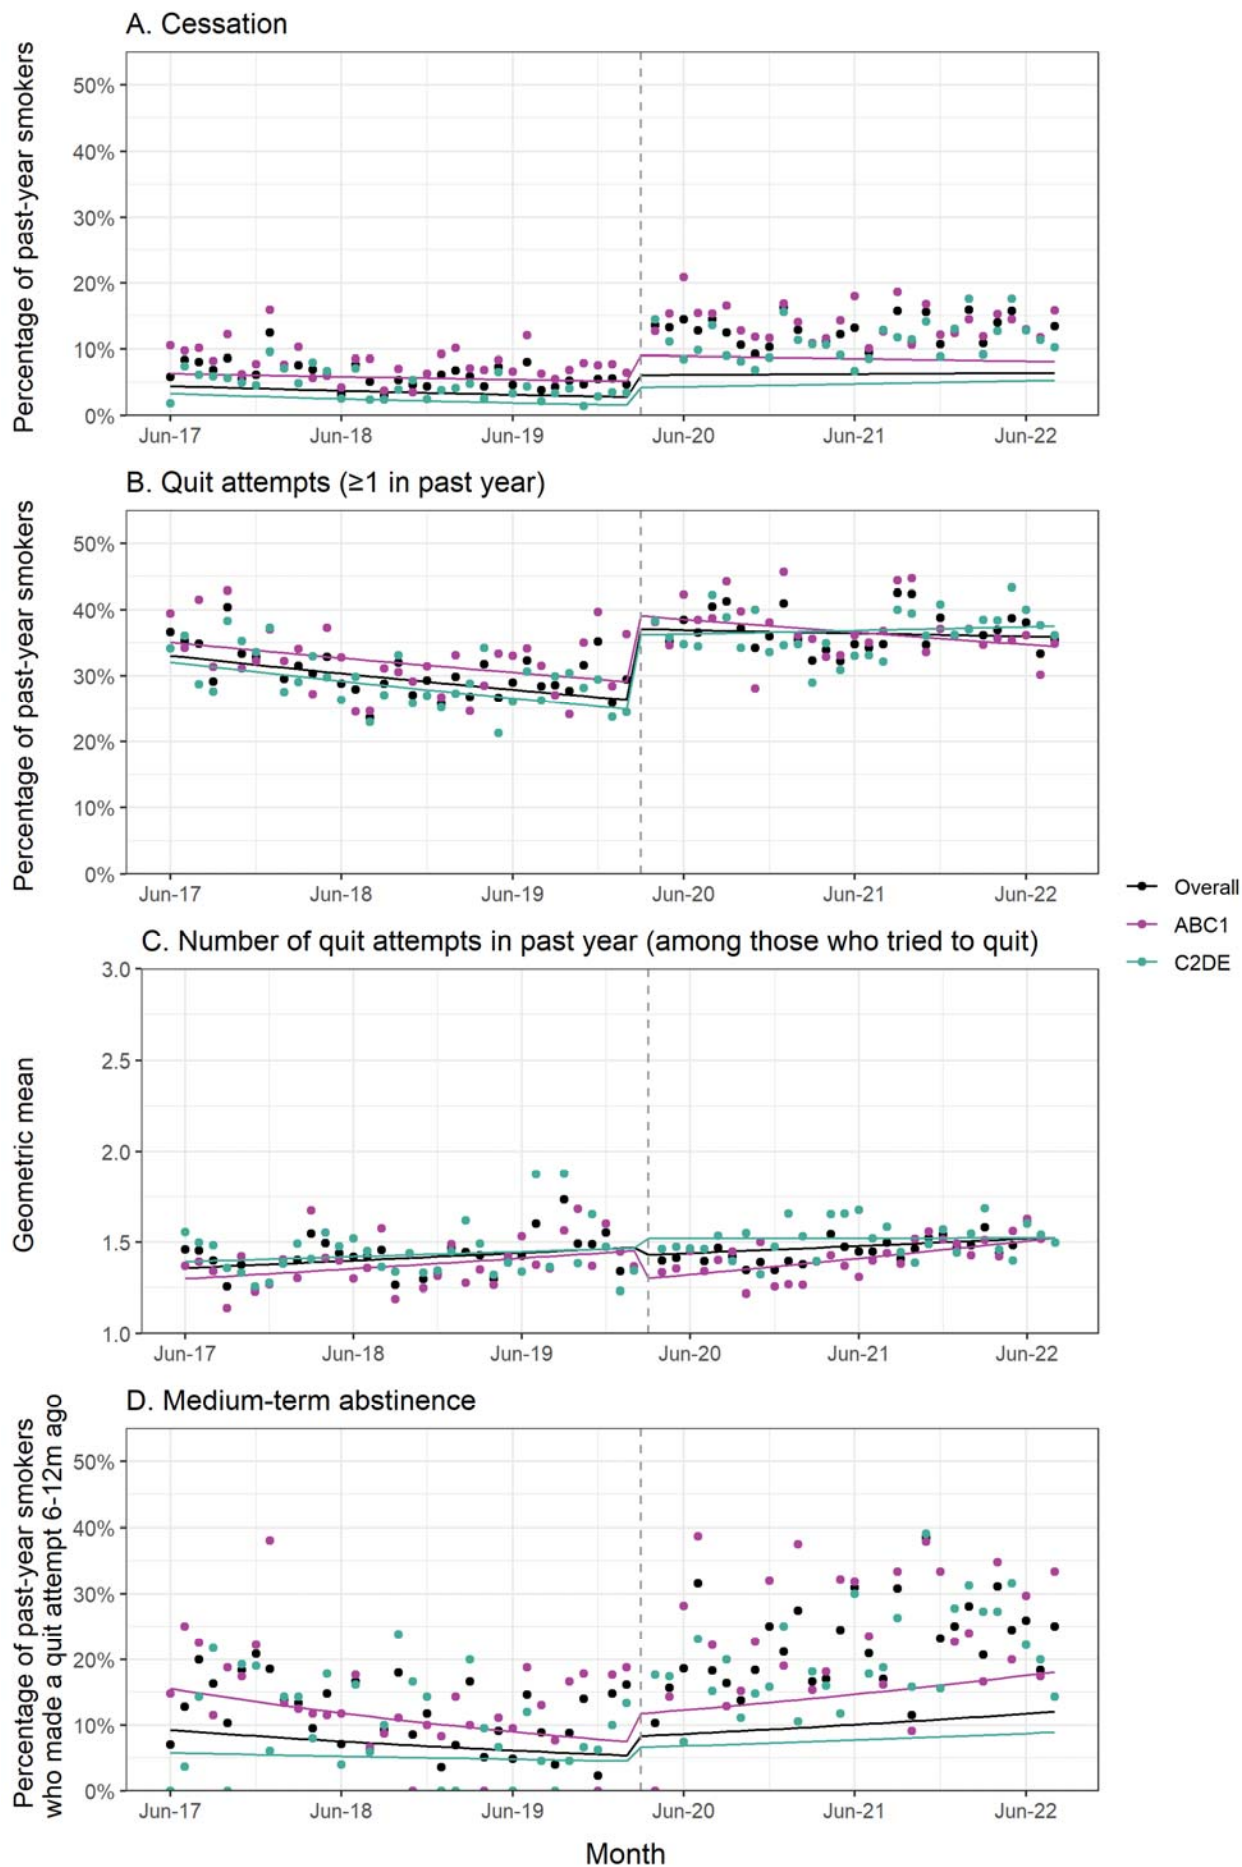 A. Cessation
Percentage of past-year smokers
50%
40%
30%
20%
10%
0%
Jun-17 Jun-18 Jun-19 Jun-20 Jun-21 Jun-22
B. Quit attempts (≥1 in past year)
Percentage of past-year smokers
50%
40%
30%
20%
10%
0%
Jun-17 Jun-18 Jun-19 Jun-20 Jun-21 Jun-22
Overall
ABC1
C2DE
C. Number of quit attempts in past year (among those who tried to quit)
Geometric mean
3.0
2.5
2.0
1.5
1.0
Jun-17 Jun-18 Jun-19 Jun-20 Jun-21 Jun-22
D. Medium-term abstinence
Percentage of past-year smokers
who made a quit attempt 6-12m ago
50%
40%
30%
20%
10%
0%
Jun-17 Jun-18 Jun-19 Jun-20 Jun-21 Jun-22
Month